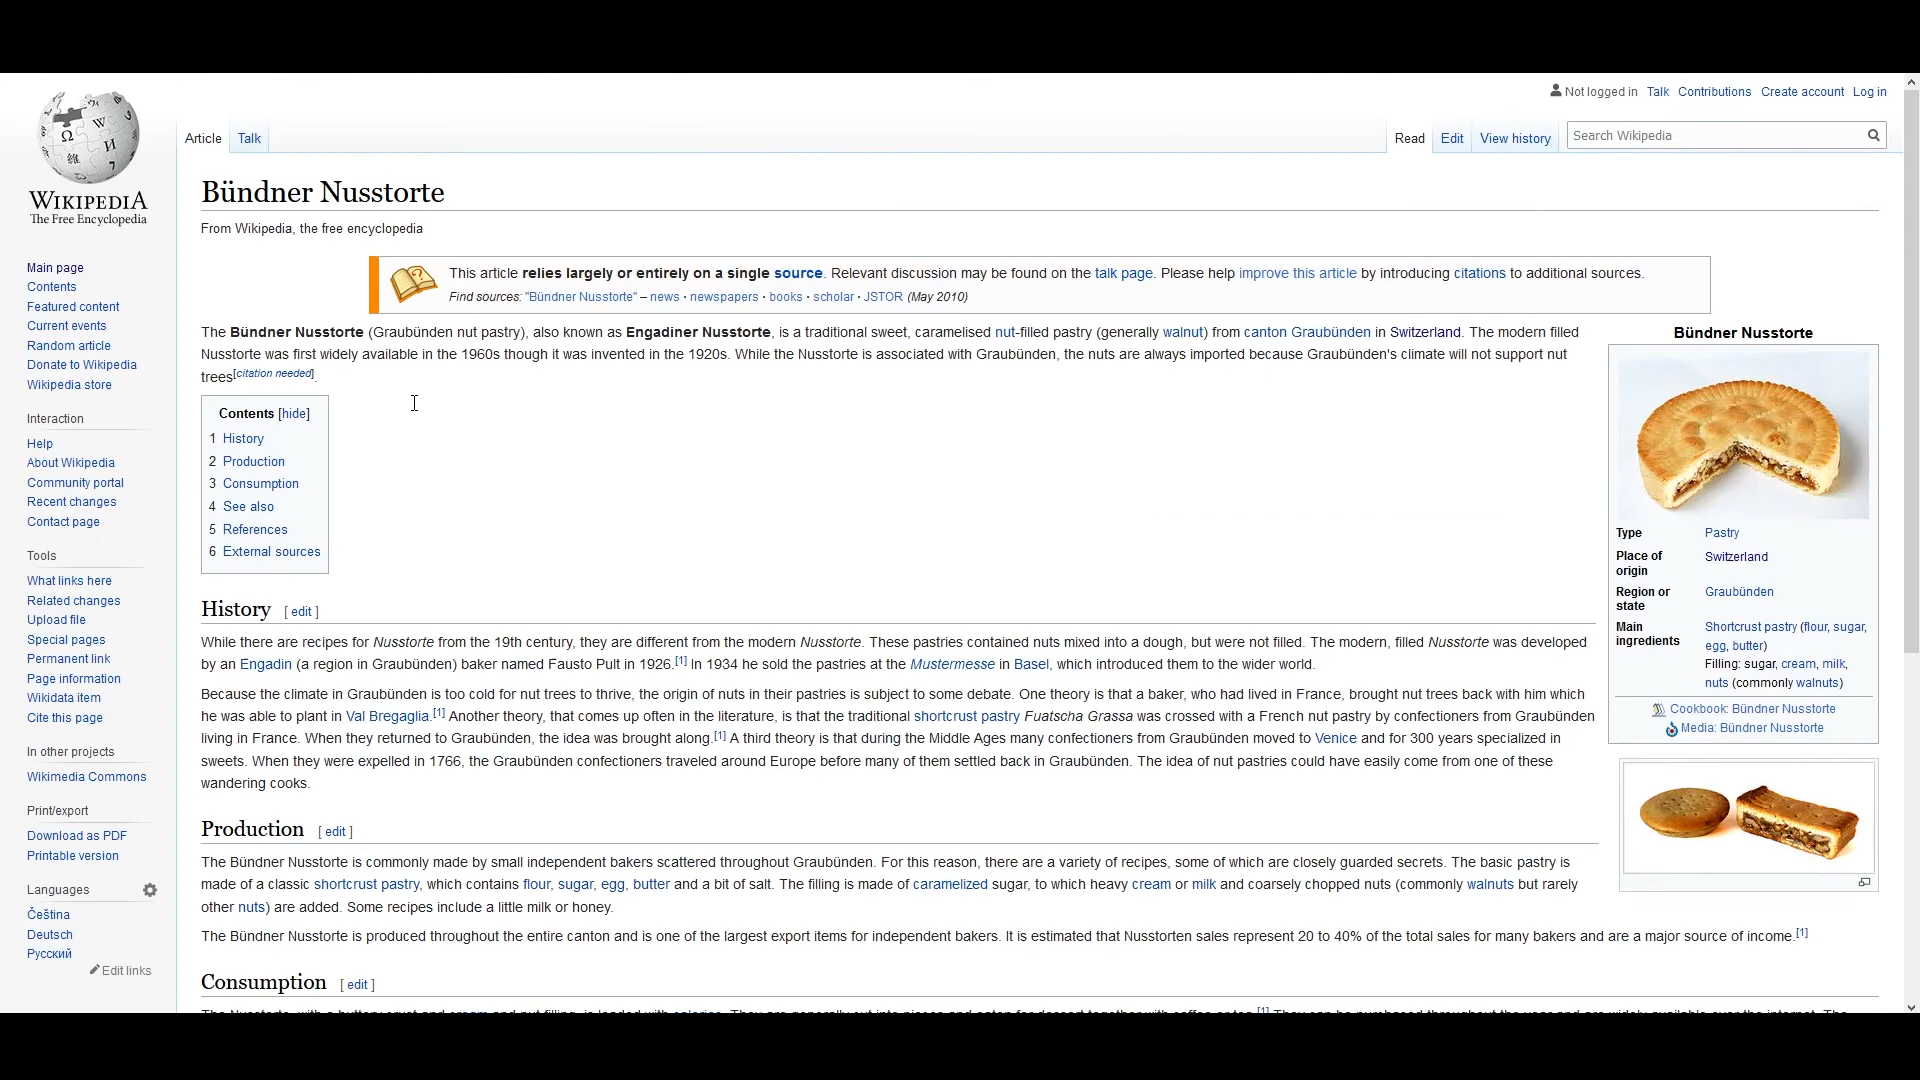 Not logged in Talk Contributions Create account Log in
Article Talk
Read Edit View history Search Wikipedia
WIKIPEDIA
The Free Encyclopedia
Main page
Contents
Featured content
Current events
Random article
Donate to Wikipedia
Wikipedia store
Interaction
Help
About Wikipedia
Community portal
Recent changes
Contact page
Tools
What links here
Related changes
Upload file
Special pages
Permanent link
Page information
Wikidata item
Cite this page
In other projects
Wikimedia Commons
Print/export
Download as PDF
Printable version
Languages
Čeština
Deutsch
Русский
Edit links
Bündner Nusstorte
From Wikipedia, the free encyclopedia
This article relies largely or entirely on a single source. Relevant discussion may be found on the talk page. Please help improve this article by introducing citations to additional sources.
Find sources: "Bündner Nusstorte" – news · newspapers · books · scholar · JSTOR (May 2010)
The Bündner Nusstorte (Graubünden nut pastry), also known as Engadiner Nusstorte, is a traditional sweet, caramelised nut-filled pastry (generally walnut) from canton Graubünden in Switzerland. The modern filled
Nusstorte was first widely available in the 1960s though it was invented in the 1920s. While the Nusstorte is associated with Graubünden, the nuts are always imported because Graubünden's climate will not support nut
trees[citation needed].
Contents [hide]
1 History
2 Production
3 Consumption
4 See also
5 References
6 External sources
History [ edit ]
While there are recipes for Nusstorte from the 19th century, they are different from the modern Nusstorte. These pastries contained nuts mixed into a dough, but were not filled. The modern, filled Nusstorte was developed
by an Engadin (a region in Graubünden) baker named Fausto Pult in 1926.[1] In 1934 he sold the pastries at the Mustermesse in Basel, which introduced them to the wider world.
Because the climate in Graubünden is too cold for nut trees to thrive, the origin of nuts in their pastries is subject to some debate. One theory is that a baker, who had lived in France, brought nut trees back with him which
he was able to plant in Val Bregaglia.[1] Another theory, that comes up often in the literature, is that the traditional shortcrust pastry Fuatscha Grassa was crossed with a French nut pastry by confectioners from Graubünden
living in France. When they returned to Graubünden, the idea was brought along.[1] A third theory is that during the Middle Ages many confectioners from Graubünden moved to Venice and for 300 years specialized in
sweets. When they were expelled in 1766, the Graubünden confectioners traveled around Europe before many of them settled back in Graubünden. The idea of nut pastries could have easily come from one of these
wandering cooks.
Production [ edit ]
The Bündner Nusstorte is commonly made by small independent bakers scattered throughout Graubünden. For this reason, there are a variety of recipes, some of which are closely guarded secrets. The basic pastry is
made of a classic shortcrust pastry, which contains flour, sugar, egg, butter and a bit of salt. The filling is made of caramelized sugar, to which heavy cream or milk and coarsely chopped nuts (commonly walnuts but rarely
other nuts) are added. Some recipes include a little milk or honey.
The Bündner Nusstorte is produced throughout the entire canton and is one of the largest export items for independent bakers. It is estimated that Nusstorten sales represent 20 to 40% of the total sales for many bakers and are a major source of income.[1]
Consumption [ edit ]
Bündner Nusstorte
Type Pastry
Place of origin Switzerland
Region or state Graubünden
Main ingredients Shortcrust pastry (flour, sugar,
egg, butter)
Filling: sugar, cream, milk,
nuts (commonly walnuts)
Cookbook: Bündner Nusstorte
Media: Bündner Nusstorte